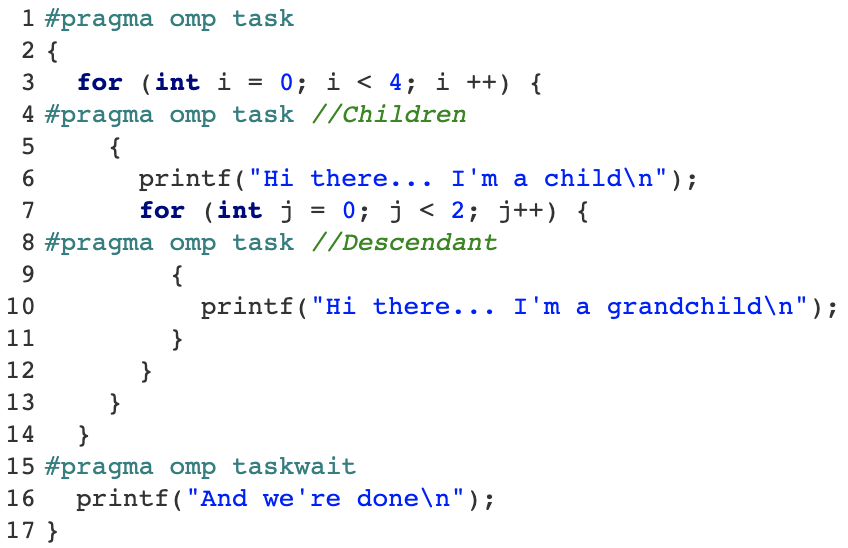 1 #pragma omp task
2 {
3   for (int i = 0; i < 4; i ++) {
4 #pragma omp task //Children
5     {
6       printf("Hi there... I'm a child\n");
7       for (int j = 0; j < 2; j++) {
8 #pragma omp task //Descendant
9         {
10           printf("Hi there... I'm a grandchild\n");
11         }
12       }
13     }
14   }
15 #pragma omp taskwait
16   printf("And we're done\n");
17 }